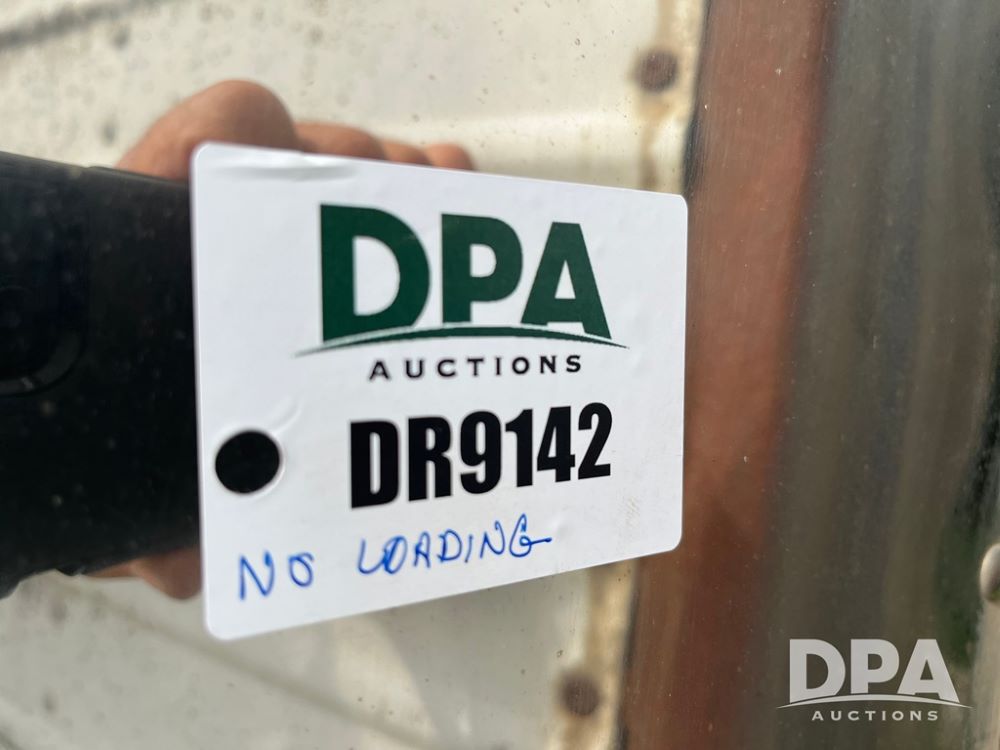 DPA
AUCTIONS
DR9142
NO LOADING
DPA
AUCTIONS